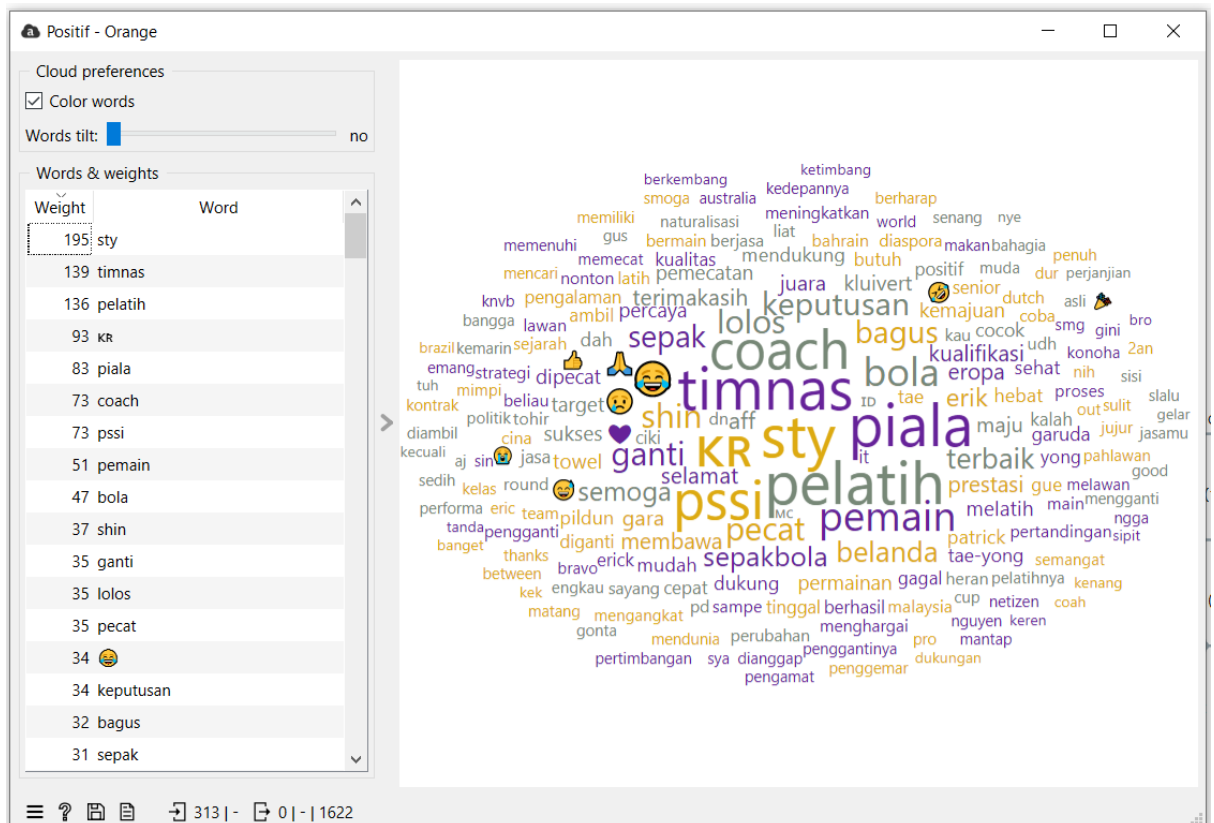 Positif - Orange
Cloud preferences
Color words
Words tilt: no
Words & weights
Weight Word
195 sty
139 timnas
136 pelatih
93 ᴋʀ
83 piala
73 coach
73 pssi
51 pemain
47 bola
37 shin
35 ganti
35 lolos
35 pecat
34 😂
34 keputusan
32 bagus
31 sepak
313 | - 0 | - | 1622
ketimbang
berkembang kedepannya
smoga australia berharap
memiliki naturalisasi meningkatkan world senang nye
gus liat
memenuhi bermain berjasa bahrain diaspora makan bahagia
memecat kualitas mendukung butuh penuh
mencari nonton latih pemecatan positif muda dur perjanjian
juara kluivert 🤣 senior
knvb pengalaman terimakasih keputusan dutch asli 🎉
ambil percaya lolos kemajuan coba
bangga lawan sepak bagus kau cocok smg gini bro
brazil kemarin sejarah dah coach udh
emang strategi 👍 🙏 bola kualifikasi konoha 2an
dipecat 😂 timnas eropa sehat nih sisi
tuh mimpi beliau target 😢 ID tae erik hebat proses slalu
kontrak politik tohir shin dn aff piala maju kalah out sulit gelar
diambil cina sukses 💜 ciki KR sty garuda jujur jasamu
kecuali aj sin 😭 jasa towel ganti it terbaik yong pahlawan
sedih kelas round selamat pelatih good
😅 semoga pssi prestasi gue melawan
performa eric team pildun gara MC pemain melatih main mengganti
tanda pengganti pecat patrick pertandingan ngga
banget diganti membawa sipit
thanks bravo erick mudah sepakbola belanda tae-yong semangat
between dukung permainan gagal heran pelatihnya kenang
kek engkau sayang cepat
matang mengangkat pd sampe tinggal berhasil malaysia cup netizen coah
gonta menghargai nguyen keren
mendunia perubahan pro mantap
pertimbangan sya dianggap penggantinya dukungan
pengamat penggemar